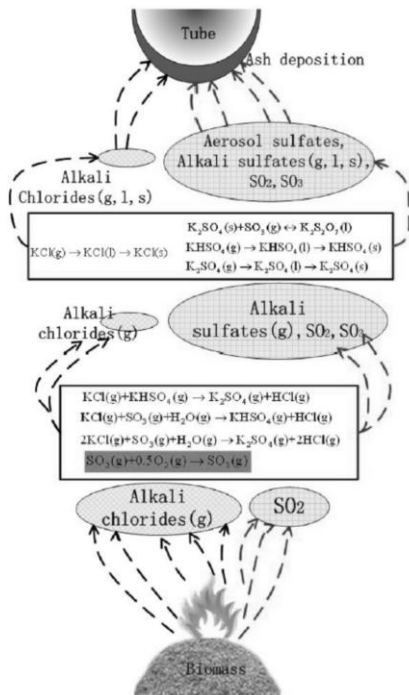 Tube
Ash deposition
Aerosol sulfates,
Alkali sulfates(g,l,s),
SO₂,SO₃
Alkali
Chlorides(g,l,s)
K₂SO₄(s)+SO₃(g)↔K₂S₂O₇(l)
KCl(g)→KCl(l)→KCl(s)
KHSO₄(g)→KHSO₄(l)→KHSO₄(s)
K₂SO₄(g)→K₂SO₄(l)→K₂SO₄(s)
Alkali
chlorides(g)
Alkali
sulfates(g),SO₂,SO₃
KCl(g)+KHSO₄(g)→K₂SO₄(g)+HCl(g)
KCl(g)+SO₃(g)+H₂O(g)→KHSO₄(g)+HCl(g)
2KCl(g)+SO₃(g)+H₂O(g)→K₂SO₄(g)+2HCl(g)
SO₂(g)+0.5O₂(g)→SO₃(g)
Alkali
chlorides(g)
SO₂
Biomass